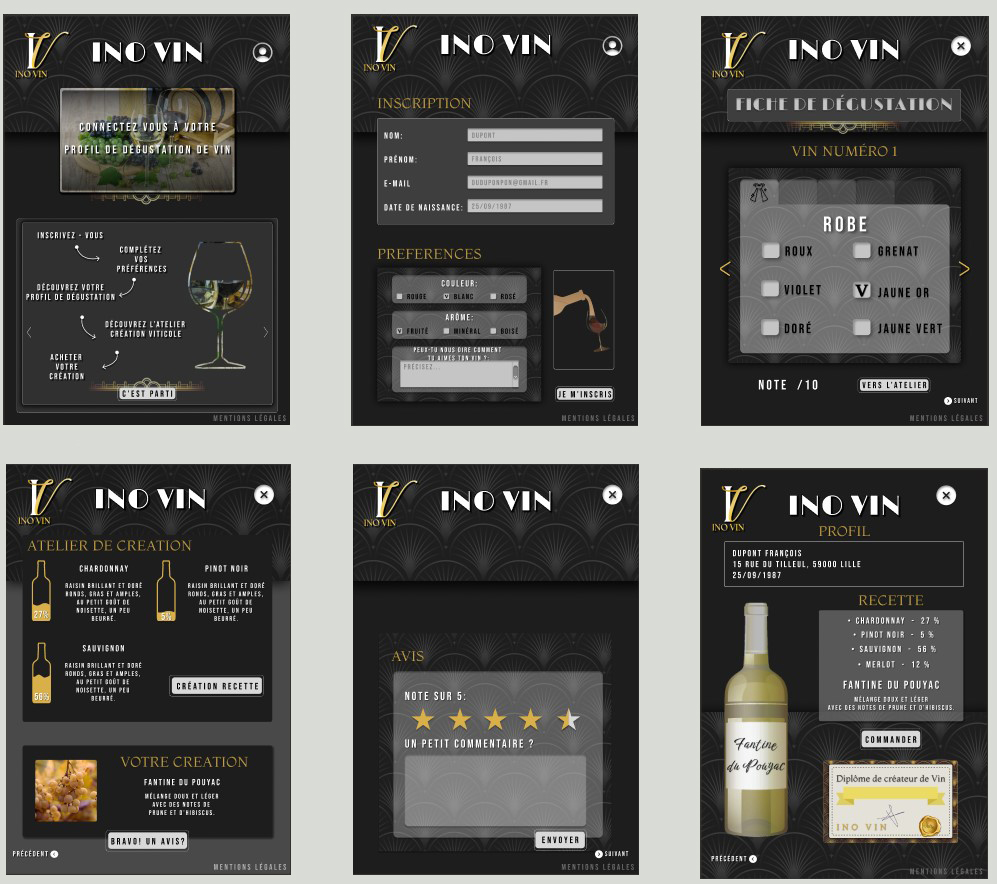 INO VIN
INO VIN
CONNECTEZ VOUS À VOTRE
PROFIL DE DÉGUSTATION DE VIN
INSCRIVEZ - VOUS
COMPLÉTEZ
VOS
PRÉFÉRENCES
DÉCOUVREZ VOTRE
PROFIL DE DÉGUSTATION
DÉCOUVREZ L'ATELIER
CRÉATION VITICOLE
ACHETER
VOTRE
CRÉATION
C'EST PARTI
MENTIONS LÉGALES
INO VIN
INO VIN
INSCRIPTION
NOM: DUPONT
PRÉNOM: FRANÇOIS
E-MAIL DUDUPONPON@GMAIL.FR
DATE DE NAISSANCE: 25/09/1987
PREFERENCES
COULEUR:
ROUGE V BLANC ROSÉ
ARÔME:
V FRUITÉ MINÉRAL BOISÉ
PEUX-TU NOUS DIRE COMMENT
TU AIMES TON VIN ?
PRÉCISEZ...
JE M'INSCRIS
MENTIONS LÉGALES
INO VIN
INO VIN
FICHE DE DÉGUSTATION
VIN NUMÉRO 1
ROBE
ROUX GRENAT
VIOLET V JAUNE OR
DORÉ JAUNE VERT
< >
NOTE /10 VERS L'ATELIER
SUIVANT
MENTIONS LÉGALES
INO VIN
INO VIN
ATELIER DE CREATION
CHARDONNAY
RAISIN BRILLANT ET DORÉ
RONDS, GRAS ET AMPLES,
AU PETIT GOÛT DE
NOISETTE, UN PEU
BEURRÉ.
27%
PINOT NOIR
RAISIN BRILLANT ET DORÉ
RONDS, GRAS ET AMPLES,
AU PETIT GOÛT DE
NOISETTE, UN PEU
BEURRÉ.
5%
SAUVIGNON
RAISIN BRILLANT ET DORÉ
RONDS, GRAS ET AMPLES,
AU PETIT GOÛT DE
NOISETTE, UN PEU
BEURRÉ.
56%
CRÉATION RECETTE
VOTRE CREATION
FANTINE DU POUYAC
MÉLANGE DOUX ET LÉGER
AVEC DES NOTES DE
PRUNE ET D'HIBISCUS.
BRAVO! UN AVIS?
PRÉCÉDENT
MENTIONS LÉGALES
INO VIN
INO VIN
AVIS
NOTE SUR 5:
UN PETIT COMMENTAIRE ?
ENVOYER
SUIVANT
MENTIONS LÉGALES
INO VIN
INO VIN
PROFIL
DUPONT FRANÇOIS
15 RUE DU TILLEUL, 59000 LILLE
25/09/1987
RECETTE
• CHARDONNAY - 27 %
• PINOT NOIR - 5 %
• SAUVIGNON - 56 %
• MERLOT - 12 %
FANTINE DU POUYAC
MÉLANGE DOUX ET LÉGER
AVEC DES NOTES DE PRUNE ET D'HIBISCUS.
COMMANDER
Fantine
du Pouyac
Diplôme de créateur de Vin
INO VIN
PRÉCÉDENT
MENTIONS LÉGALES